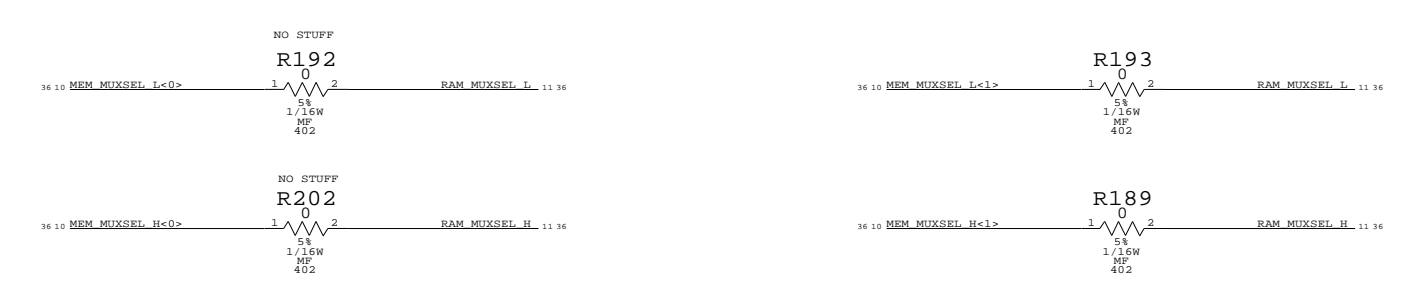 NO STUFF
R192
0
36 10 MEM_MUXSEL_L<0> 1 2 RAM_MUXSEL_L 11 36
5%
1/16W
MF
402
R193
0
36 10 MEM_MUXSEL_L<1> 1 2 RAM_MUXSEL_L 11 36
5%
1/16W
MF
402
NO STUFF
R202
0
36 10 MEM_MUXSEL_H<0> 1 2 RAM_MUXSEL_H 11 36
5%
1/16W
MF
402
R189
0
36 10 MEM_MUXSEL_H<1> 1 2 RAM_MUXSEL_H 11 36
5%
1/16W
MF
402